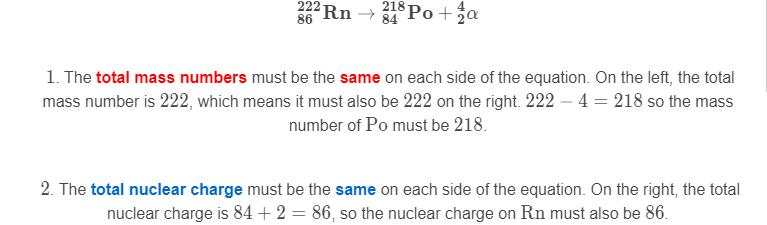 ²²²₈₆Rn → ²¹⁸₈₄Po + ⁴₂α
1. The total mass numbers must be the same on each side of the equation. On the left, the total
mass number is 222, which means it must also be 222 on the right. 222 − 4 = 218 so the mass
number of Po must be 218.
2. The total nuclear charge must be the same on each side of the equation. On the right, the total
nuclear charge is 84 + 2 = 86, so the nuclear charge on Rn must also be 86.